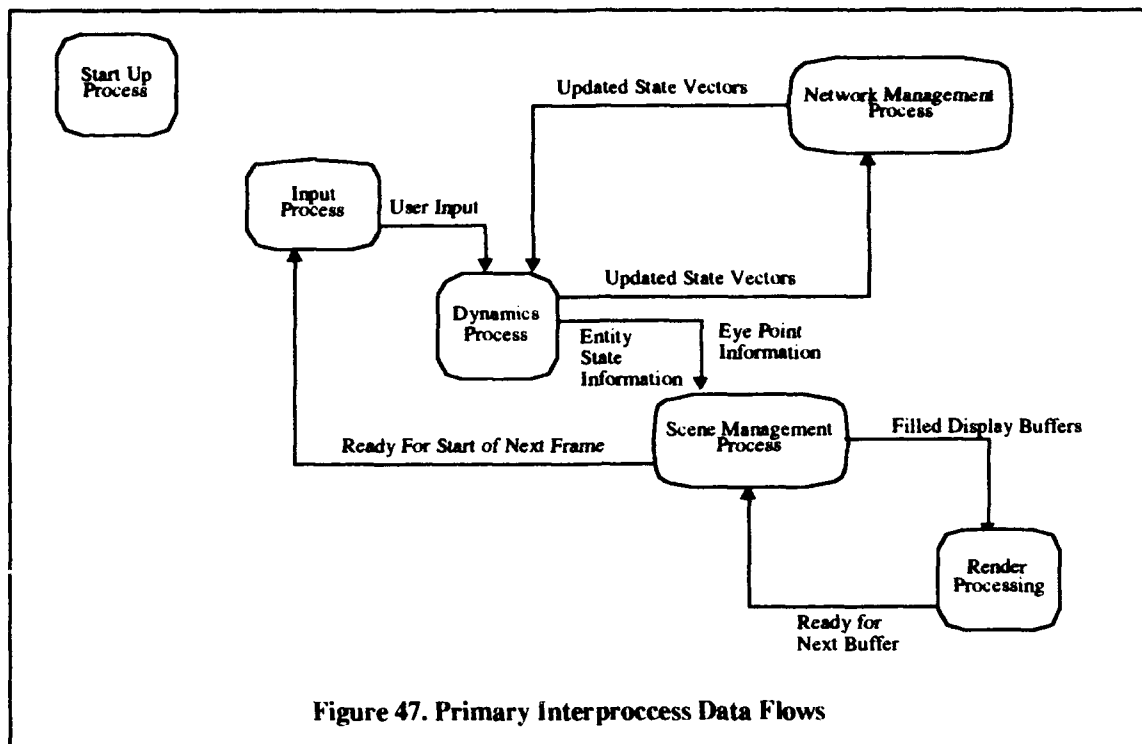 Start Up
Process
Updated State Vectors
Network Management
Process
Input
Process
User Input
Updated State Vectors
Dynamics
Process
Entity
State
Information
Eye Point
Information
Scene Management
Process
Filled Display Buffers
Ready For Start of Next Frame
Render
Processing
Ready for
Next Buffer
Figure 47. Primary Interproccess Data Flows